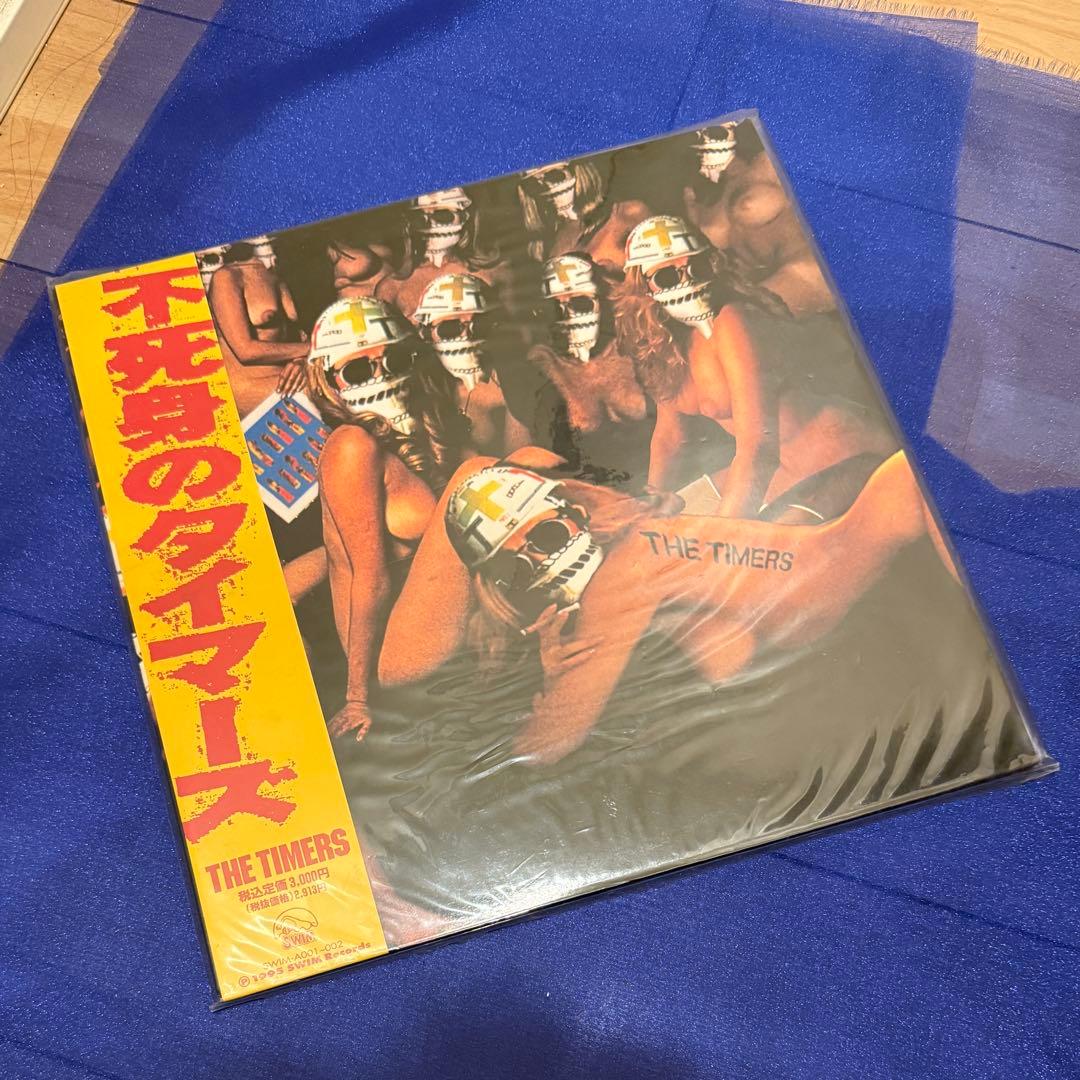 不死身のタイマーズ
THE TIMERS
税込定価3,000円
(税抜価格)2,913円
SWIM
SWIM-A001~002
Ⓟ1995 SWIM Records
THE TIMERS